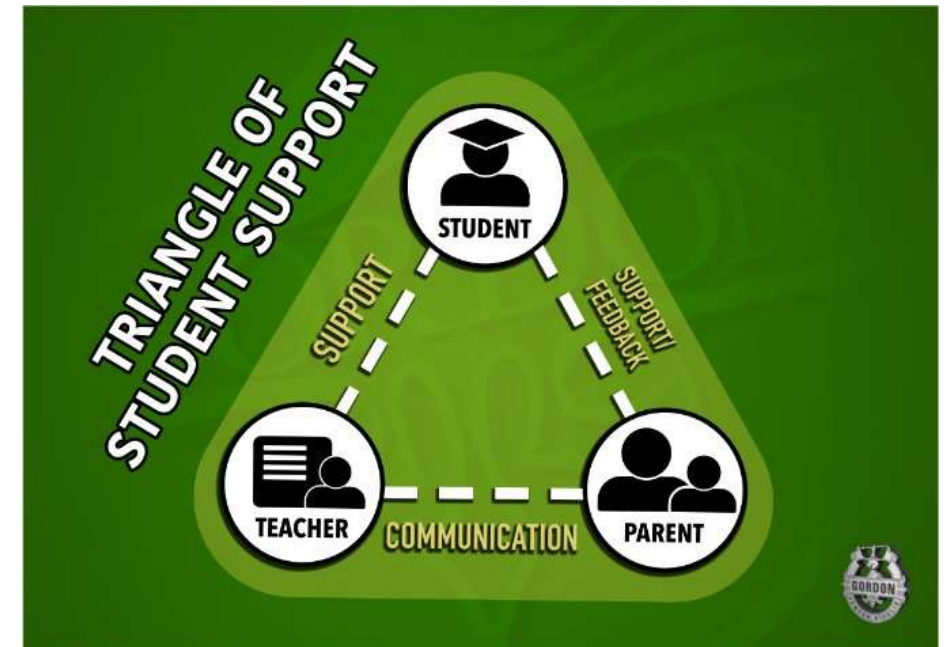 TRIANGLE OF
STUDENT SUPPORT
STUDENT
SUPPORT
SUPPORT/
FEEDBACK
TEACHER
COMMUNICATION
PARENT
GORDON